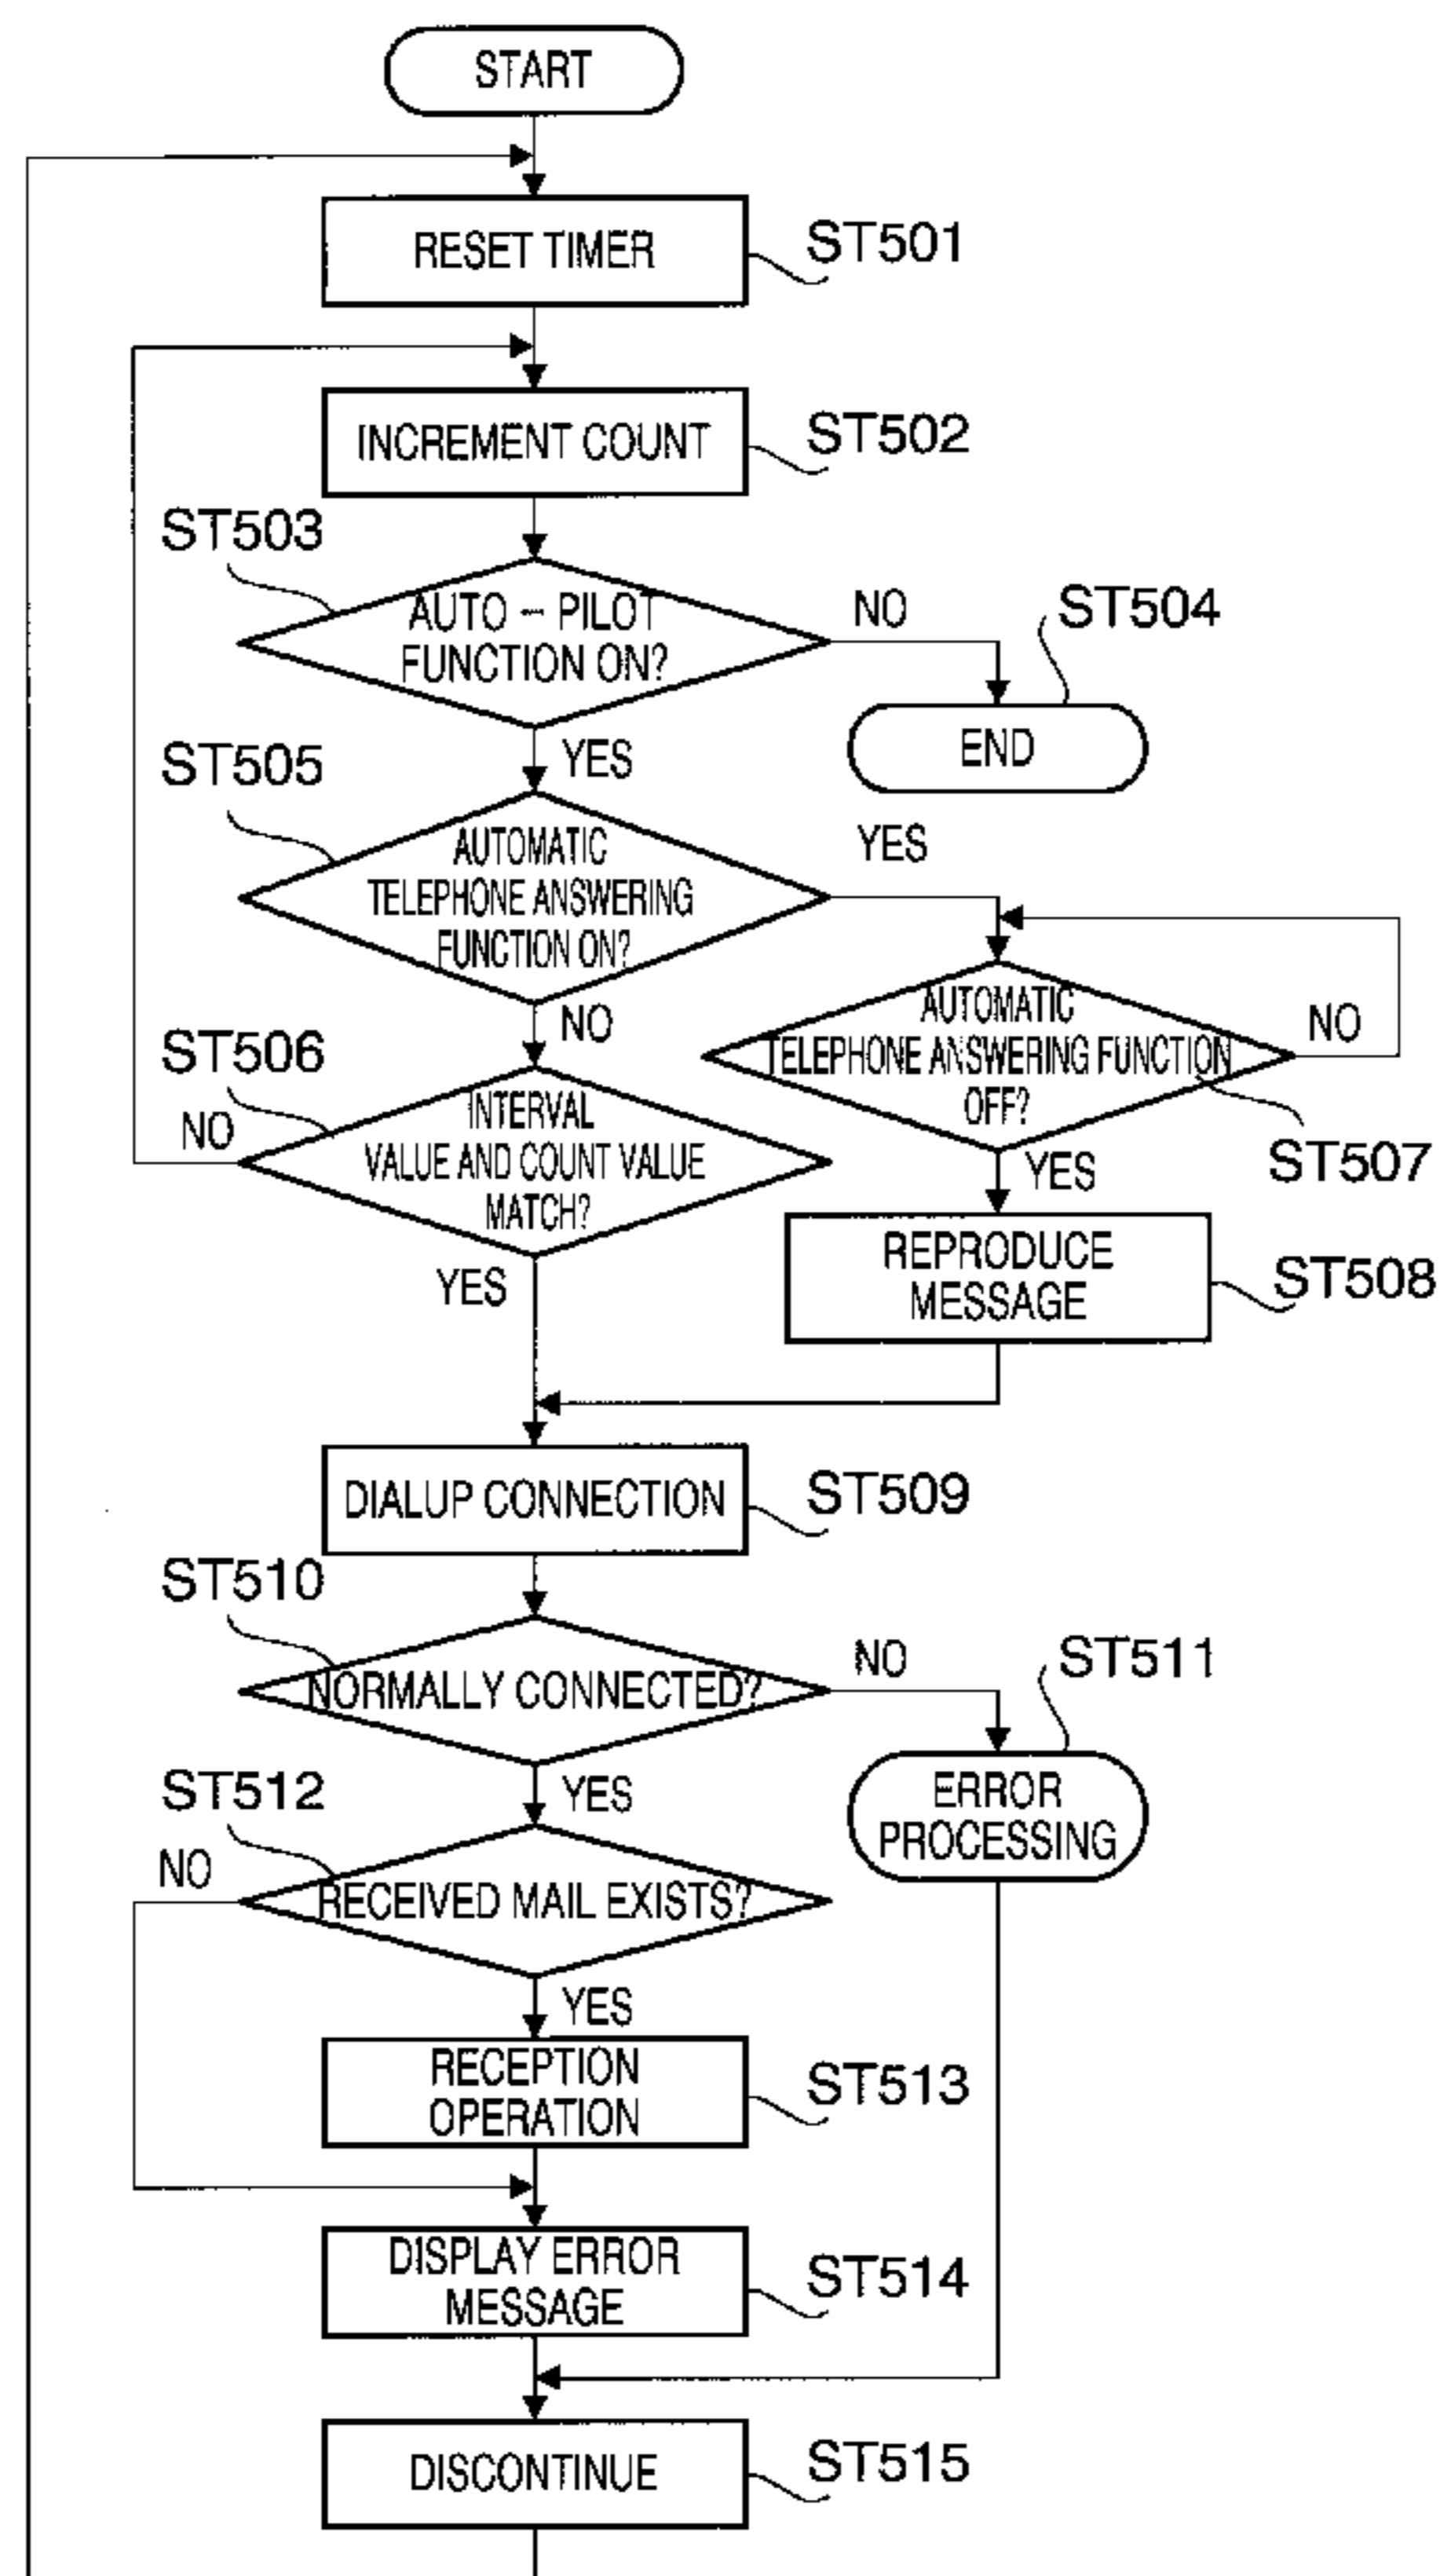 START
RESET TIMER
ST501
INCREMENT COUNT
ST502
ST503
AUTO – PILOT
FUNCTION ON?
NO
ST504
END
YES
ST505
AUTOMATIC
TELEPHONE ANSWERING
FUNCTION ON?
YES
NO
ST506
INTERVAL
VALUE AND COUNT VALUE
MATCH?
NO
YES
AUTOMATIC
TELEPHONE ANSWERING FUNCTION
OFF?
NO
ST507
YES
REPRODUCE
MESSAGE
ST508
DIALUP CONNECTION
ST509
ST510
NORMALLY CONNECTED?
NO
ST511
ERROR
PROCESSING
YES
ST512
RECEIVED MAIL EXISTS?
NO
YES
RECEPTION
OPERATION
ST513
DISPLAY ERROR
MESSAGE
ST514
DISCONTINUE
ST515